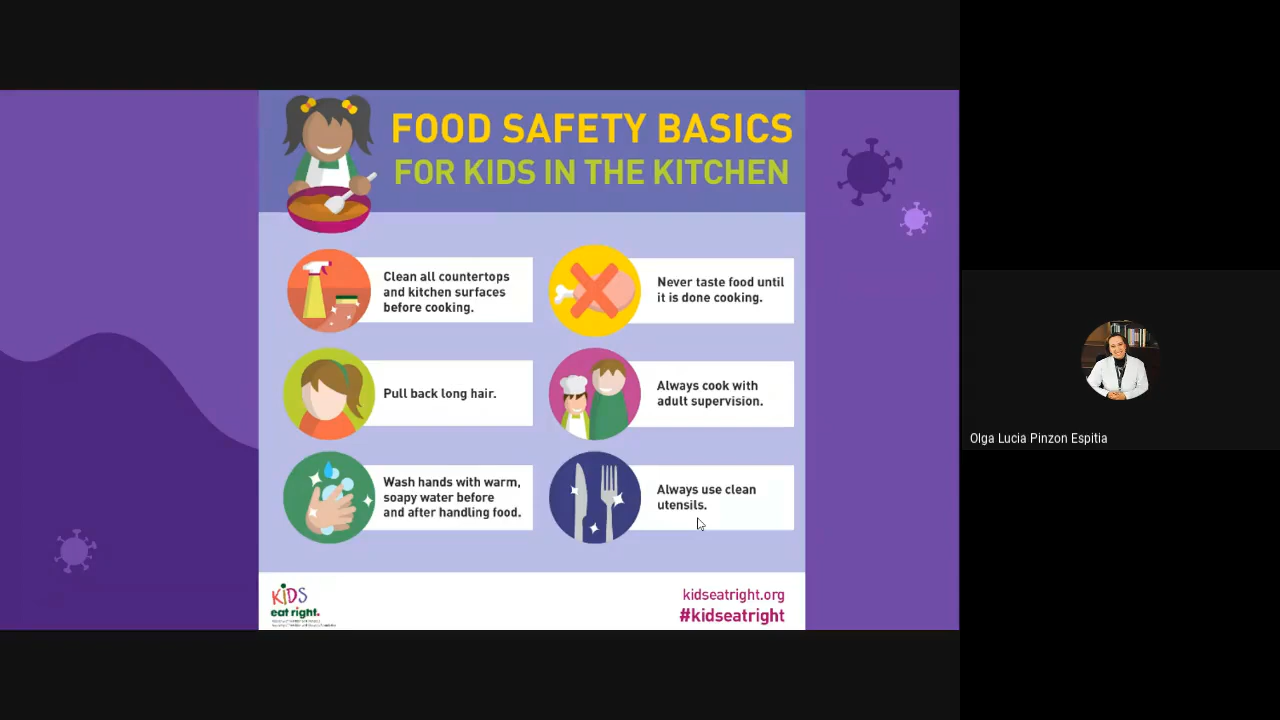 FOOD SAFETY BASICS
FOR KIDS IN THE KITCHEN
Clean all countertops
and kitchen surfaces
before cooking.
Never taste food until
it is done cooking.
Pull back long hair.
Always cook with
adult supervision.
Wash hands with warm,
soapy water before
and after handling food.
Always use clean
utensils.
KIDS
eat right.
kidseatright.org
#kidseatright
Olga Lucia Pinzon Espitia